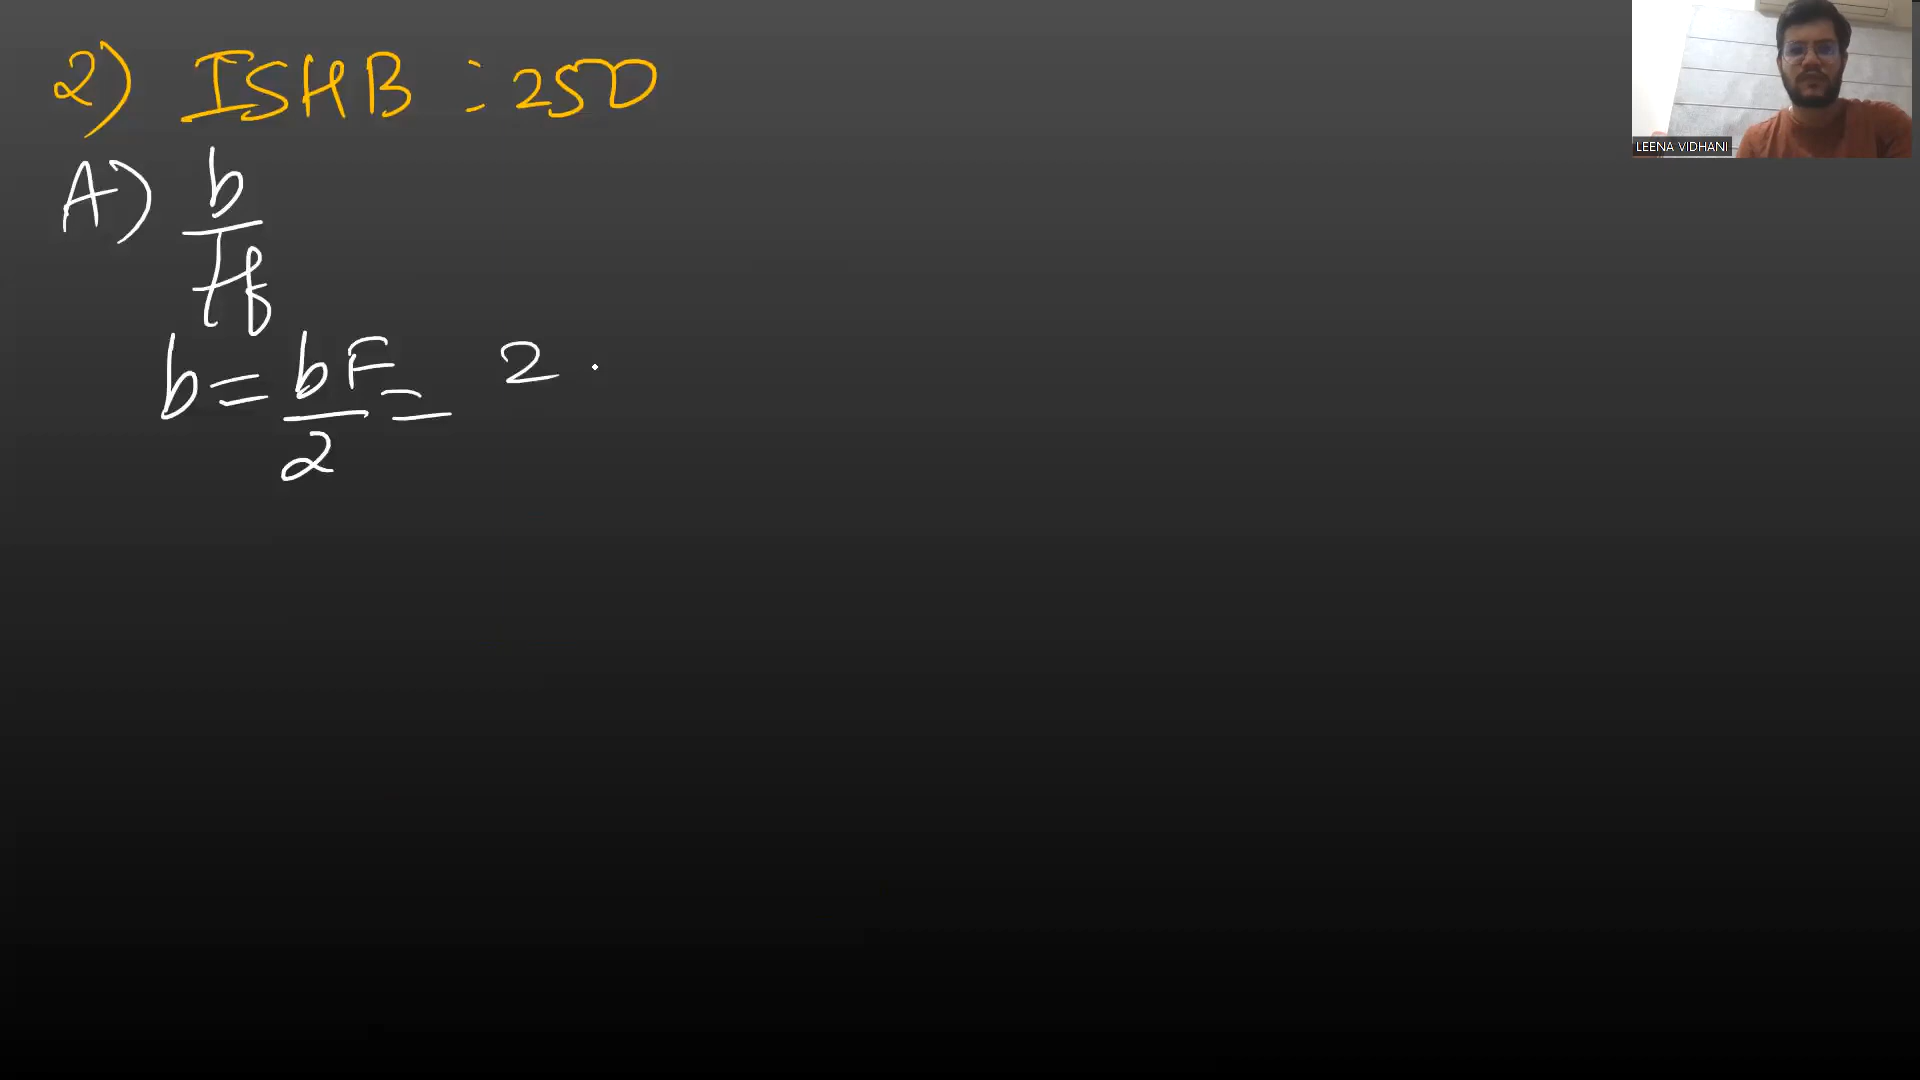 2) ISHB : 250
LEENA VIDHANI
A) b
Tf
b = bF =  2 .
2